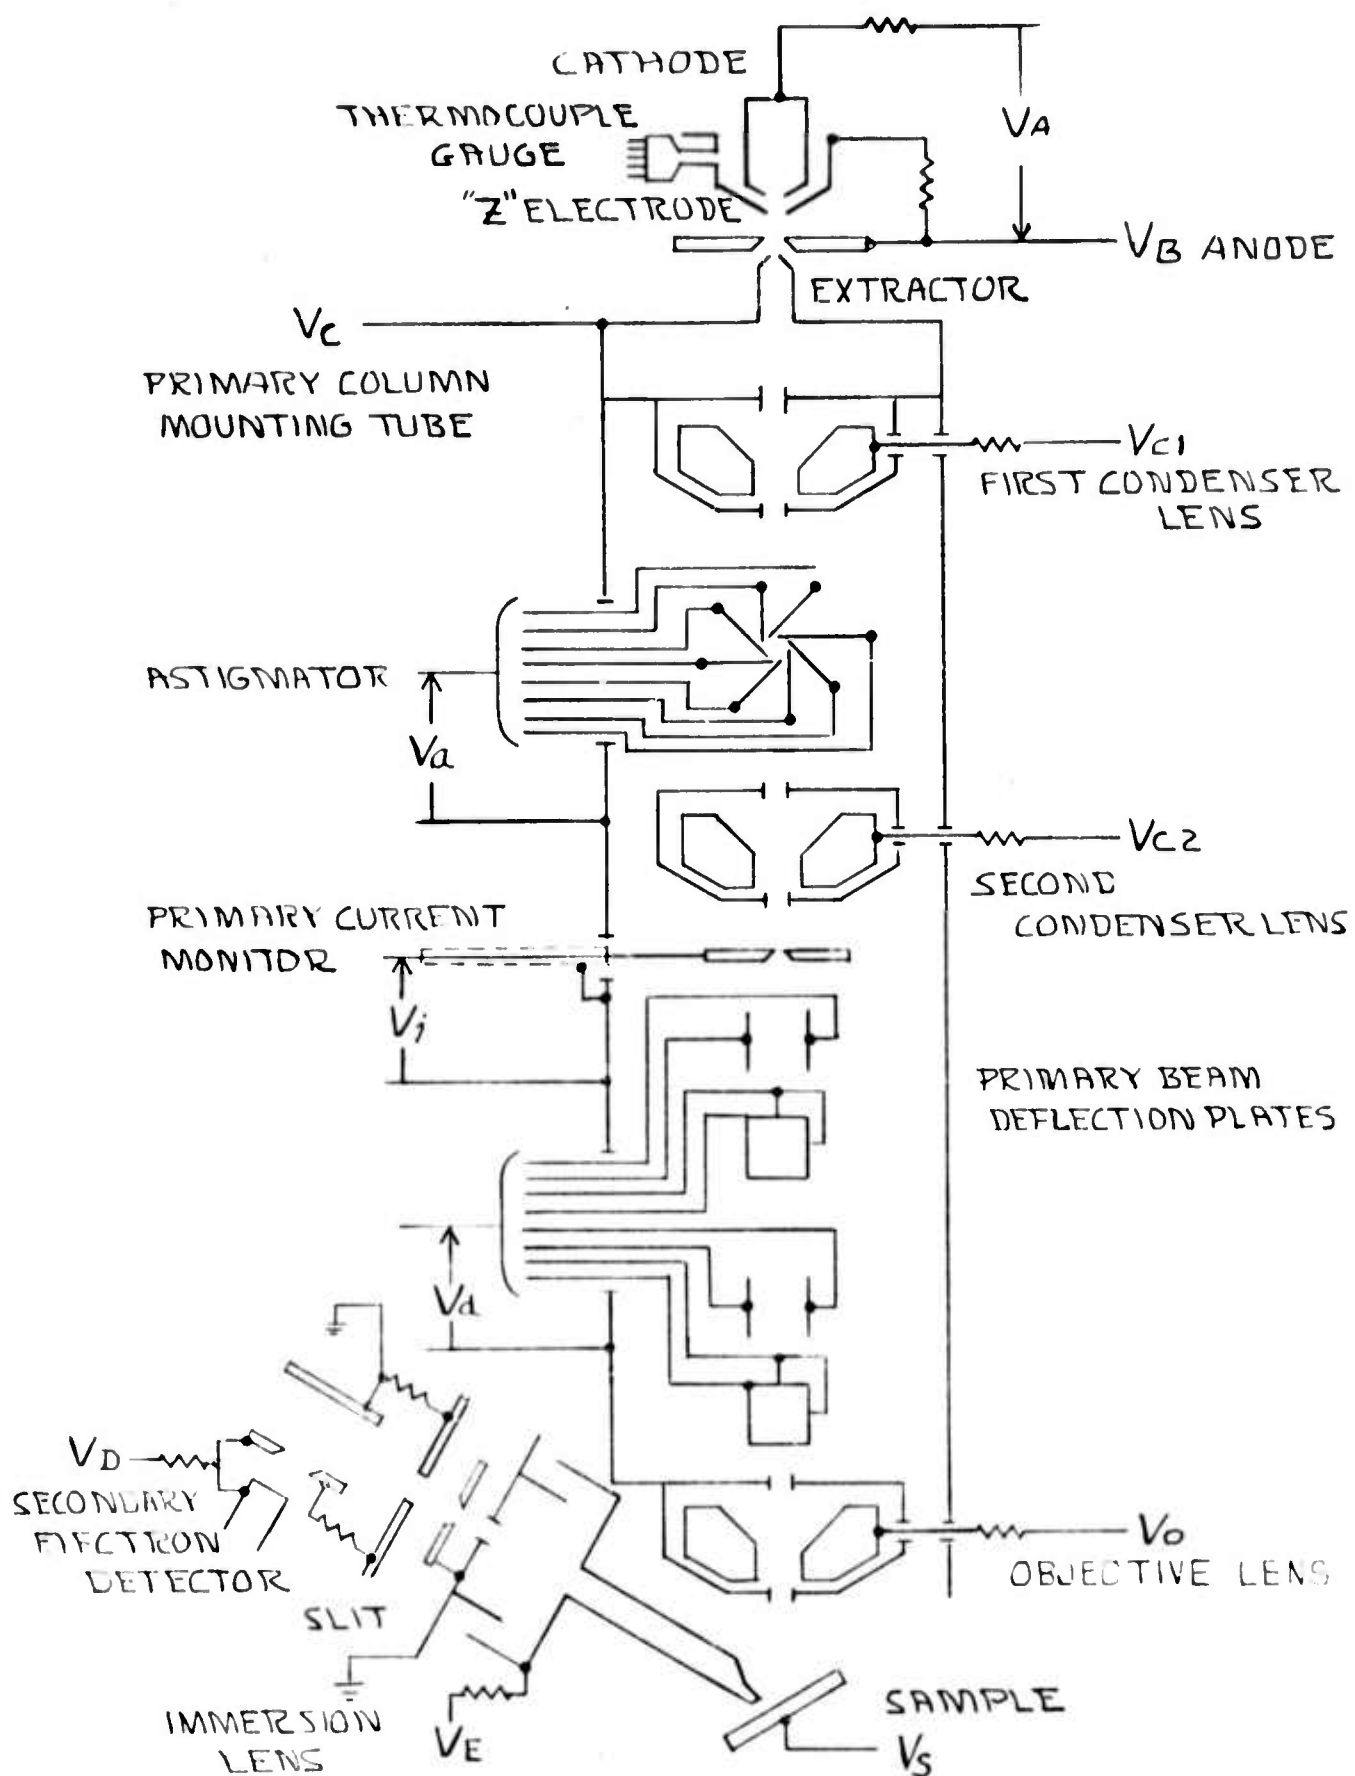 CATHODE
THERMOCOUPLE
GAUGE
"Z" ELECTRODE
VA
VB ANODE
EXTRACTOR
VC
PRIMARY COLUMN
MOUNTING TUBE
VC1
FIRST CONDENSER
LENS
ASTIGMATOR
Va
VC2
SECOND
CONDENSER LENS
PRIMARY CURRENT
MONITOR
Vi
PRIMARY BEAM
DEFLECTION PLATES
Vd
VD
SECONDARY
ELECTRON
DETECTOR
SLIT
VO
OBJECTIVE LENS
IMMERSION
LENS
VE
SAMPLE
VS